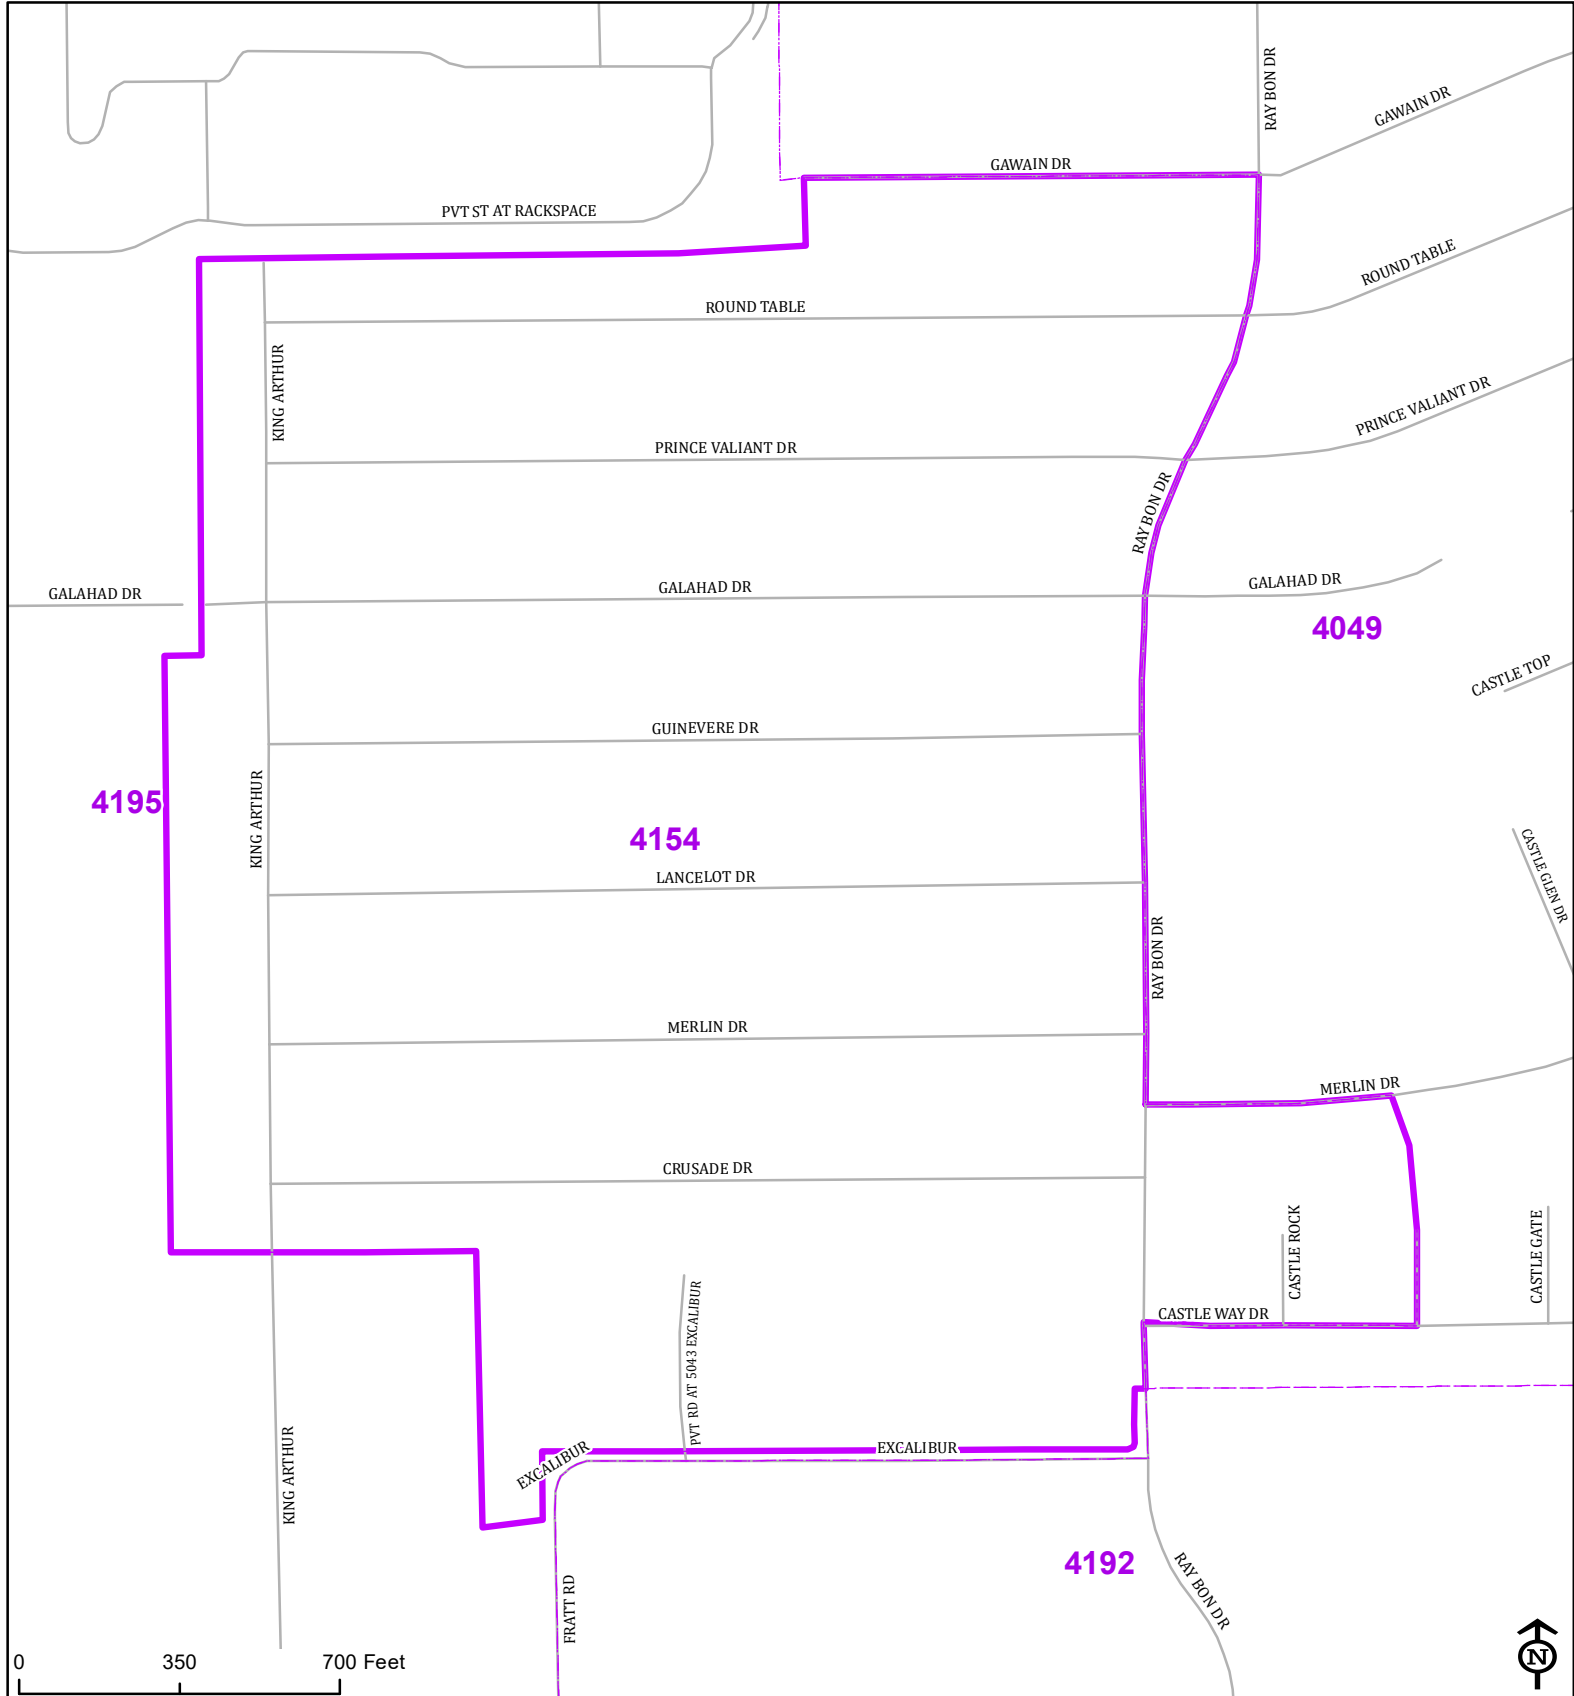 RAY BON DR
GAWAIN DR
GAWAIN DR
PVT ST AT RACKSPACE
ROUND TABLE
ROUND TABLE
KING ARTHUR
PRINCE VALIANT DR
PRINCE VALIANT DR
RAY BON DR
GALAHAD DR
GALAHAD DR
GALAHAD DR
4049
CASTLE TOP
GUINEVERE DR
4195
KING ARTHUR
4154
CASTLE GLEN DR
LANCELOT DR
RAY BON DR
MERLIN DR
MERLIN DR
CRUSADE DR
CASTLE ROCK
CASTLE GATE
CASTLE WAY DR
PVT RD AT 5043 EXCALIBUR
EXCALIBUR
EXCALIBUR
KING ARTHUR
4192
RAY BON DR
FRATT RD
0 350 700 Feet
N